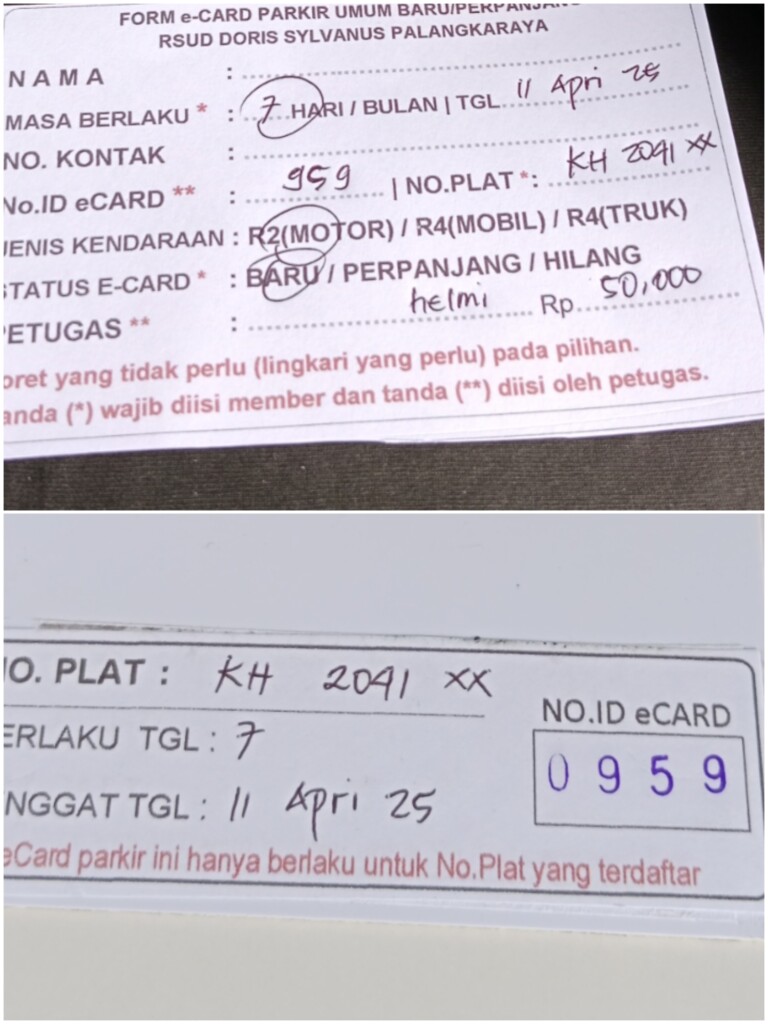 FORM e-CARD PARKIR UMUM BARU/PERPANJANG
RSUD DORIS SYLVANUS PALANGKARAYA
NAMA :
MASA BERLAKU * : 7 HARI / BULAN | TGL 11 Apri 25
NO. KONTAK :
No.ID eCARD ** : 959 | NO.PLAT *: KH 2091 XX
JENIS KENDARAAN : R2(MOTOR) / R4(MOBIL) / R4(TRUK)
STATUS E-CARD * : BARU / PERPANJANG / HILANG
PETUGAS ** : helmi Rp 50,000
oret yang tidak perlu (lingkari yang perlu) pada pilihan.
anda (*) wajib diisi member dan tanda (**) diisi oleh petugas.
NO. PLAT : KH 2091 XX
ERLAKU TGL : 7
NGGAT TGL : 11 Apri 25
NO.ID eCARD
0959
eCard parkir ini hanya berlaku untuk No.Plat yang terdaftar